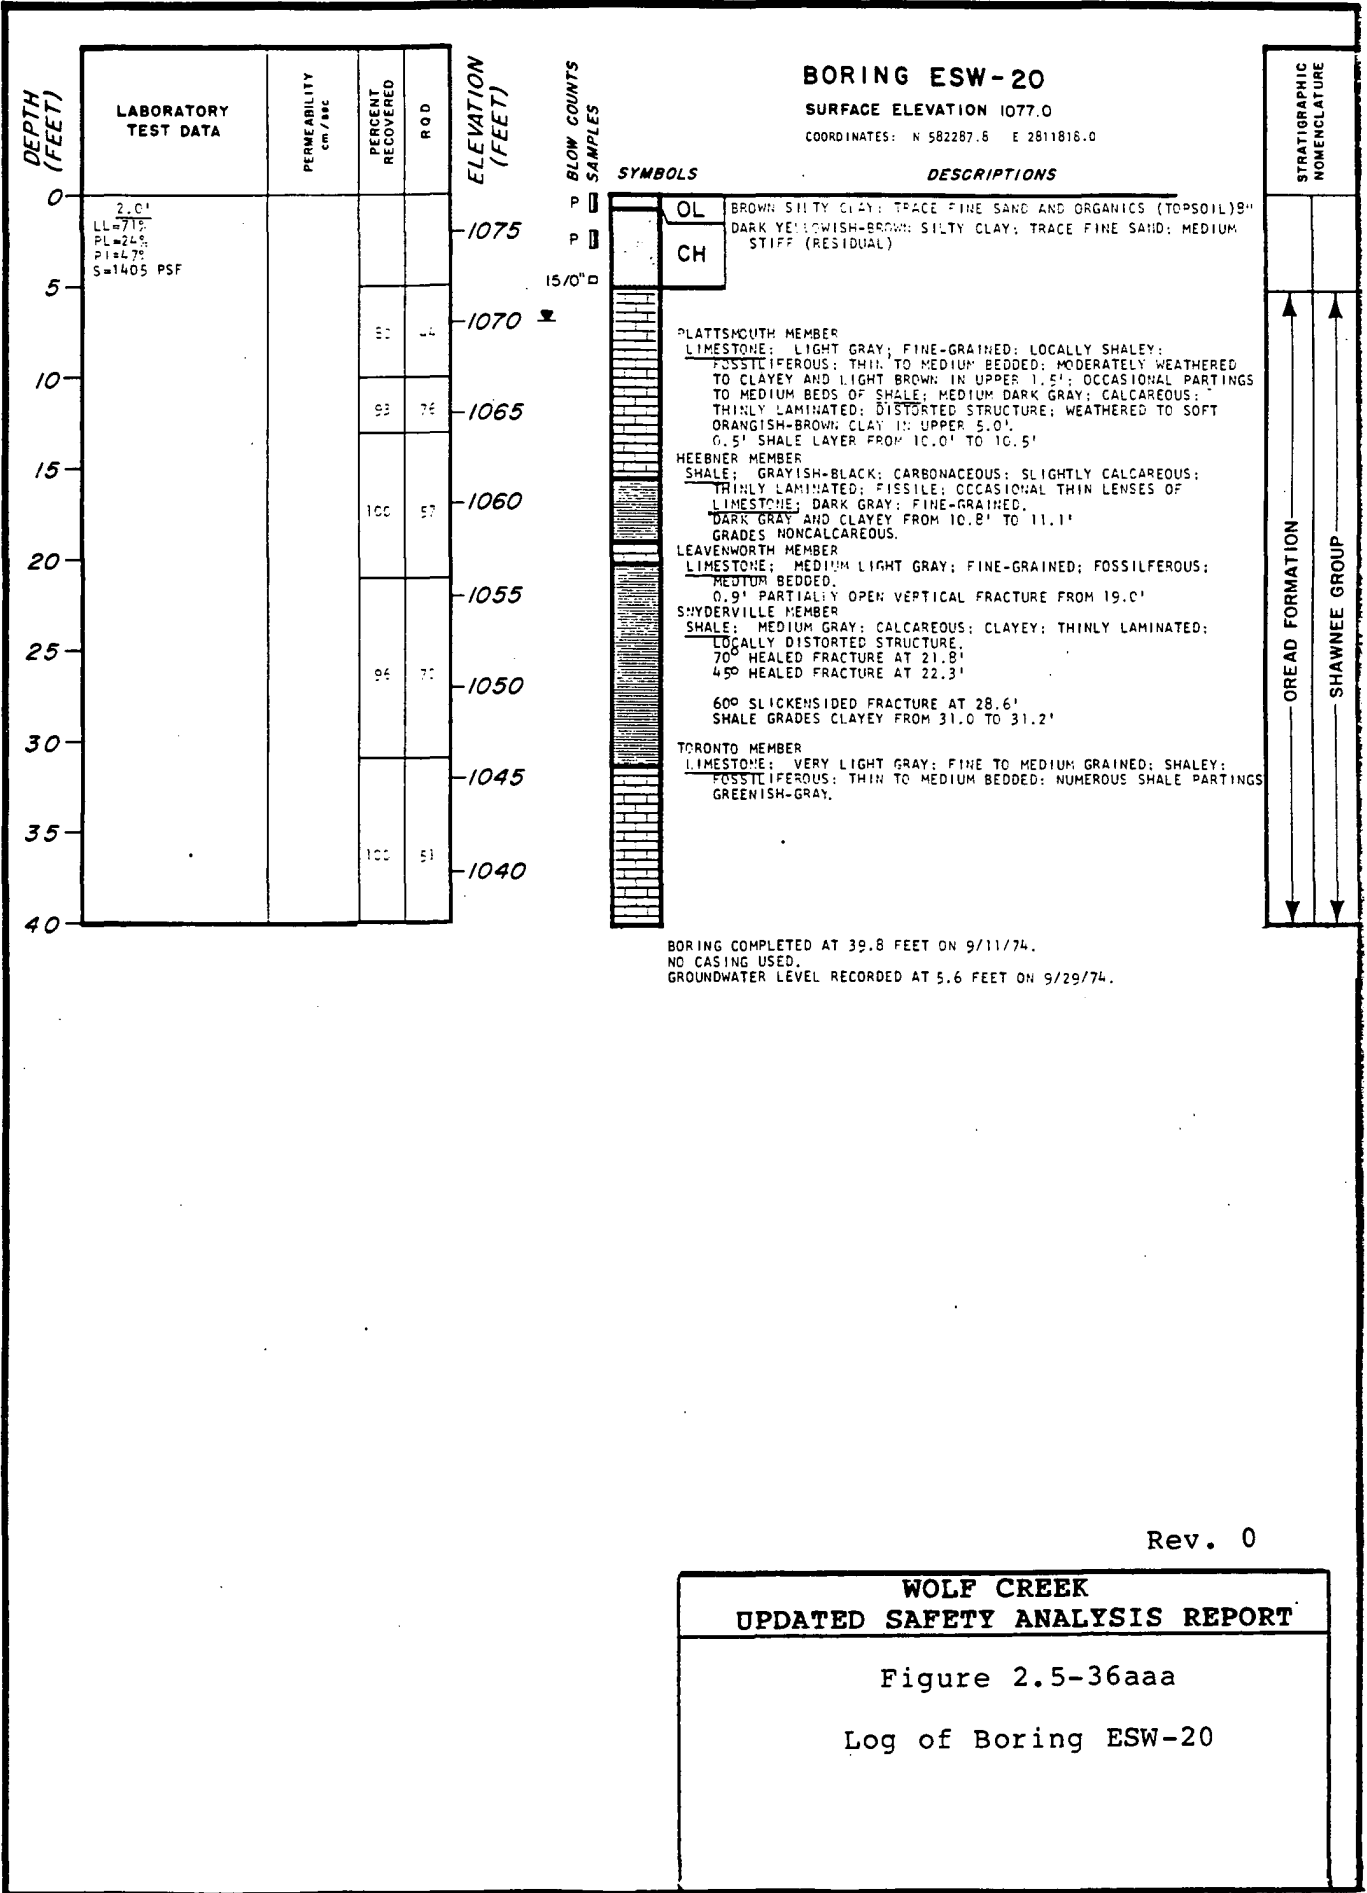 BORING ESW-20
SURFACE ELEVATION 1077.0
COORDINATES: N 582287.8 E 2811818.0
DEPTH (FEET)
LABORATORY TEST DATA
PERMEABILITY cm/sec
PERCENT RECOVERED
RQD
ELEVATION (FEET)
BLOW COUNTS
SAMPLES
SYMBOLS
DESCRIPTIONS
STRATIGRAPHIC NOMENCLATURE
0
5
10
15
20
25
30
35
40
2.0'
LL=71%
PL=24%
PI=47%
S=1405 PSF
93 76
100 57
96
100 51
1075
1070
1065
1060
1055
1050
1045
1040
P
P
15/0"
OL
CH
BROWN SILTY CLAY; TRACE FINE SAND AND ORGANICS (TOPSOIL)8"
DARK YELLOWISH-BROWN SILTY CLAY; TRACE FINE SAND; MEDIUM
STIFF (RESIDUAL)
PLATTSMOUTH MEMBER
LIMESTONE; LIGHT GRAY; FINE-GRAINED; LOCALLY SHALEY;
FOSSILIFEROUS; THIN TO MEDIUM BEDDED; MODERATELY WEATHERED
TO CLAYEY AND LIGHT BROWN IN UPPER 1.5'; OCCASIONAL PARTINGS
TO MEDIUM BEDS OF SHALE; MEDIUM DARK GRAY; CALCAREOUS;
THINLY LAMINATED; DISTORTED STRUCTURE; WEATHERED TO SOFT
ORANGISH-BROWN CLAY IN UPPER 5.0'.
0.5' SHALE LAYER FROM 10.0' TO 10.5'
HEEBNER MEMBER
SHALE; GRAYISH-BLACK; CARBONACEOUS; SLIGHTLY CALCAREOUS;
THINLY LAMINATED; FISSILE; OCCASIONAL THIN LENSES OF
LIMESTONE; DARK GRAY; FINE-GRAINED.
DARK GRAY AND CLAYEY FROM 10.8' TO 11.1'
GRADES NONCALCAREOUS.
LEAVENWORTH MEMBER
LIMESTONE; MEDIUM LIGHT GRAY; FINE-GRAINED; FOSSILFEROUS;
MEDIUM BEDDED.
0.9' PARTIALLY OPEN VERTICAL FRACTURE FROM 19.0'
SNYDERVILLE MEMBER
SHALE; MEDIUM GRAY; CALCAREOUS; CLAYEY; THINLY LAMINATED;
LOCALLY DISTORTED STRUCTURE.
70° HEALED FRACTURE AT 21.8'
45° HEALED FRACTURE AT 22.3'
60° SLICKENSIDED FRACTURE AT 28.6'
SHALE GRADES CLAYEY FROM 31.0 TO 31.2'
TORONTO MEMBER
LIMESTONE; VERY LIGHT GRAY; FINE TO MEDIUM GRAINED; SHALEY;
FOSSILIFEROUS; THIN TO MEDIUM BEDDED; NUMEROUS SHALE PARTINGS
GREENISH-GRAY.
OREAD FORMATION
SHAWNEE GROUP
BORING COMPLETED AT 39.8 FEET ON 9/11/74.
NO CASING USED.
GROUNDWATER LEVEL RECORDED AT 5.6 FEET ON 9/29/74.
Rev. 0
WOLF CREEK
UPDATED SAFETY ANALYSIS REPORT
Figure 2.5-36aaa
Log of Boring ESW-20